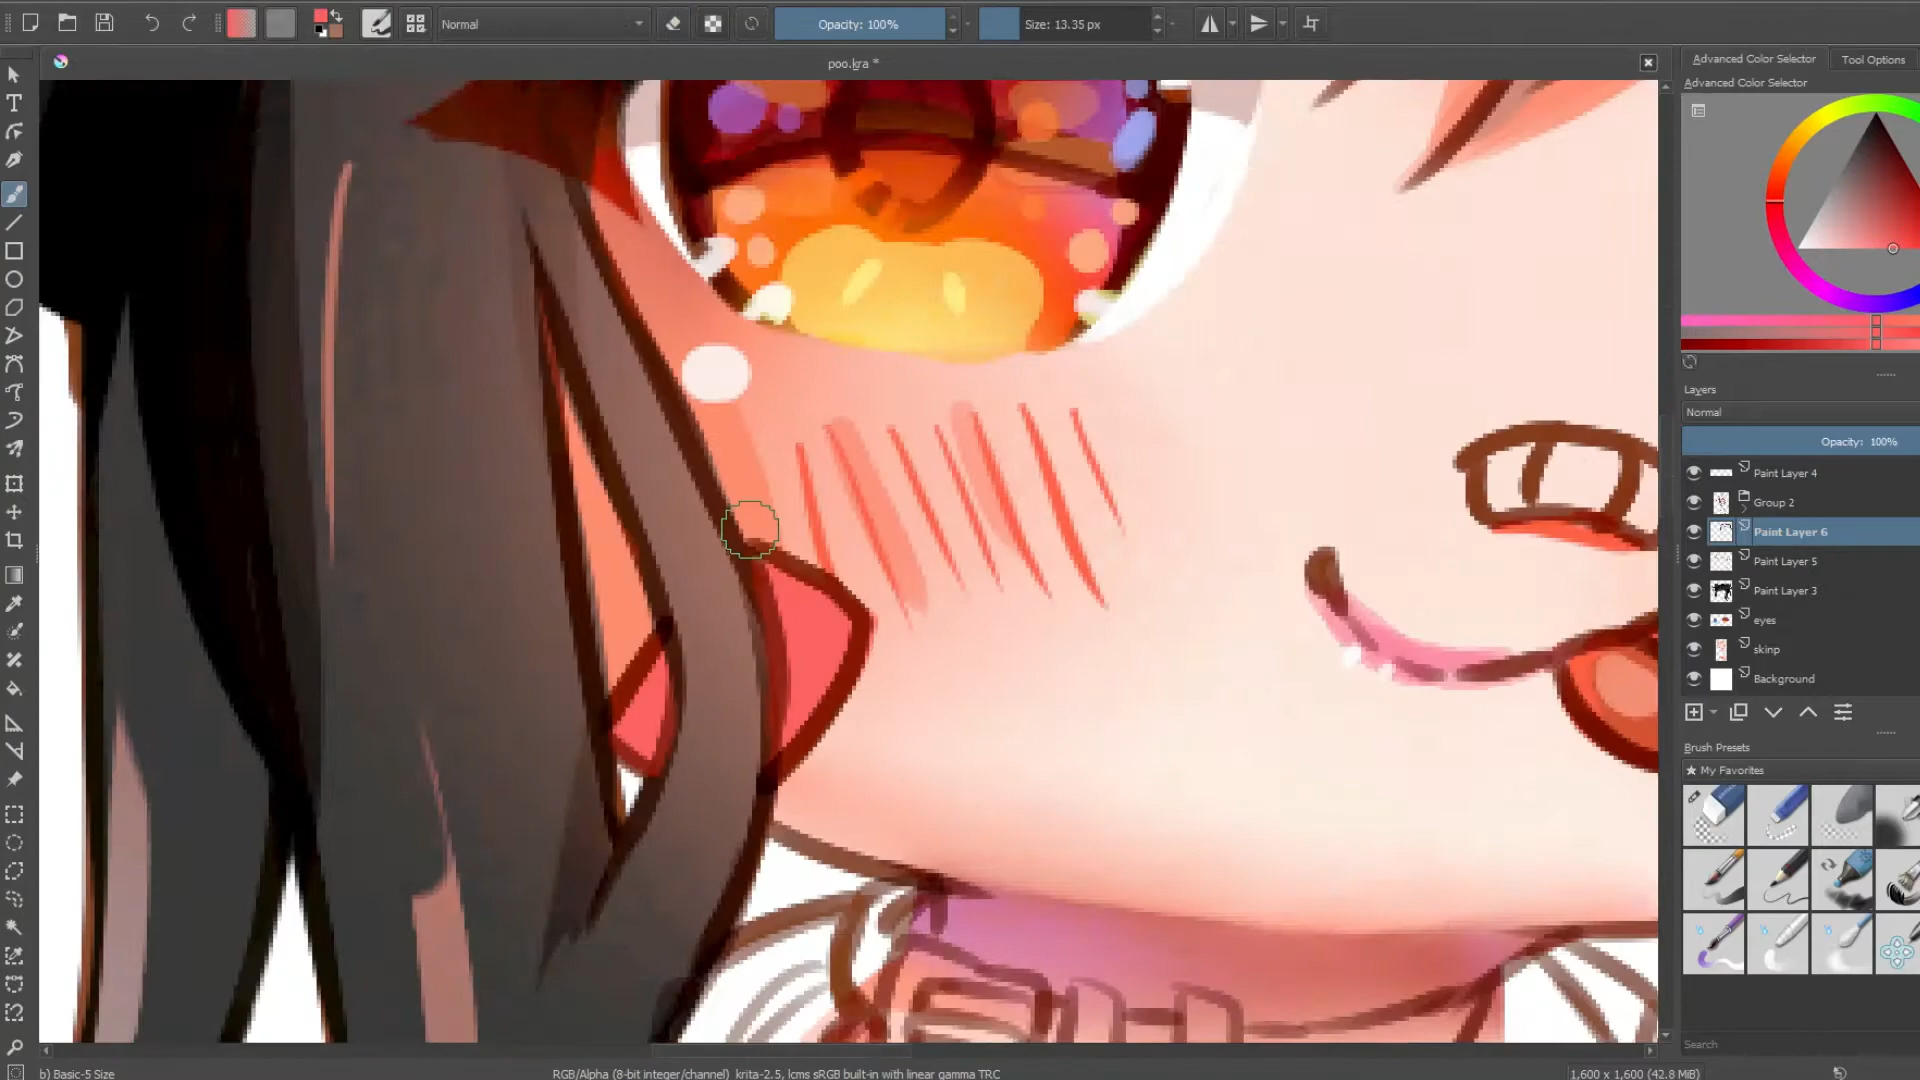 Normal
Opacity: 100%
Size: 13.35 px
poo.kra *
Advanced Color Selector
Tool Options
Advanced Color Selector
Layers
Normal
Opacity: 100%
Paint Layer 4
Group 2
Paint Layer 6
Paint Layer 5
Paint Layer 3
eyes
skinp
Background
Brush Presets
★ My Favorites
Search
b) Basic-5 Size
RGB/Alpha (8-bit integer/channel) krita-2.5, lcms sRGB built-in with linear gamma TRC
1,600 x 1,600 (42.8 MiB)